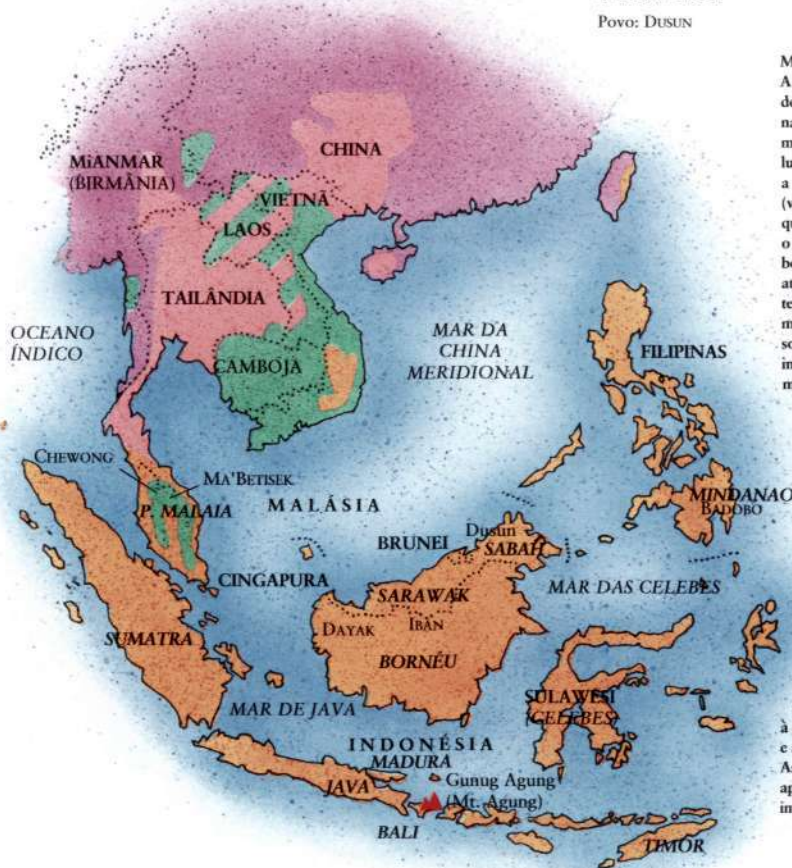 Povo: DUSUN
CHINA
MiANMAR
(BIRMÂNIA)
VIETNÃ
LAOS
TAILÂNDIA
OCEANO
ÍNDICO
MAR DA
CHINA
MERIDIONAL
CAMBOJA
FILIPINAS
CHEWONG
MA'BETISEK
P. MALAIA
MALÁSIA
MINDANAO
BADOBO
BRUNEI
Dusun
SABAH
CINGAPURA
MAR DAS CELEBES
SARAWAK
SUMATRA
DAYAK
IBAN
BORNÉU
SULAWESI
(CELEBES)
MAR DE JAVA
INDONÉSIA
MADURA
JAVA
Gunug Agung
(Mt. Agung)
BALI
TIMOR